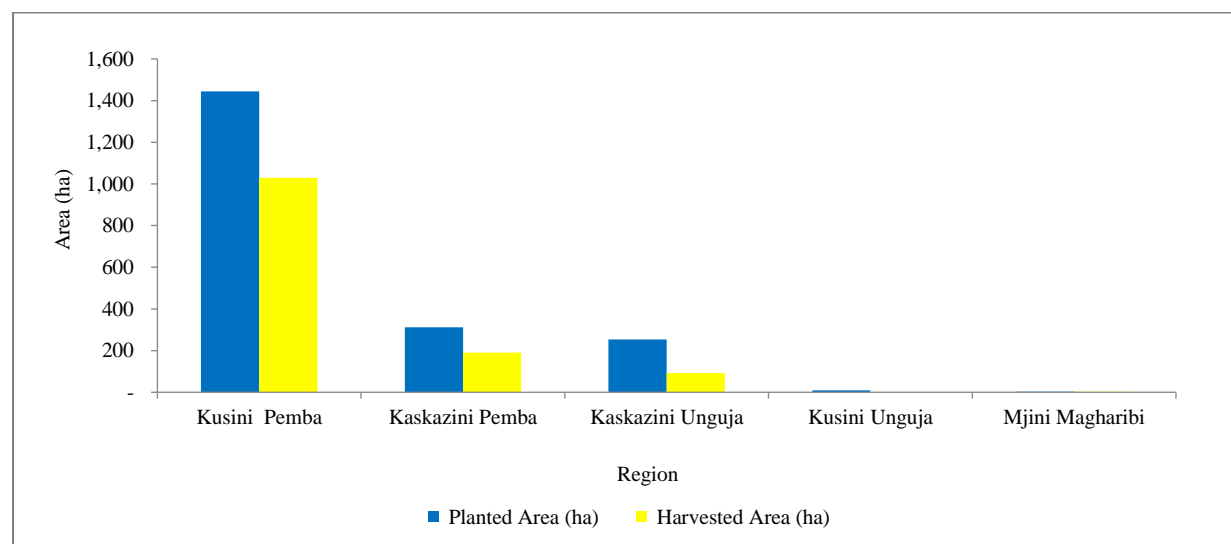 1,600
1,400
1,200
1,000
800
600
400
200
-
Area (ha)
Kusini Pemba Kaskazini Pemba Kaskazini Unguja Kusini Unguja Mjini Magharibi
Region
Planted Area (ha) Harvested Area (ha)